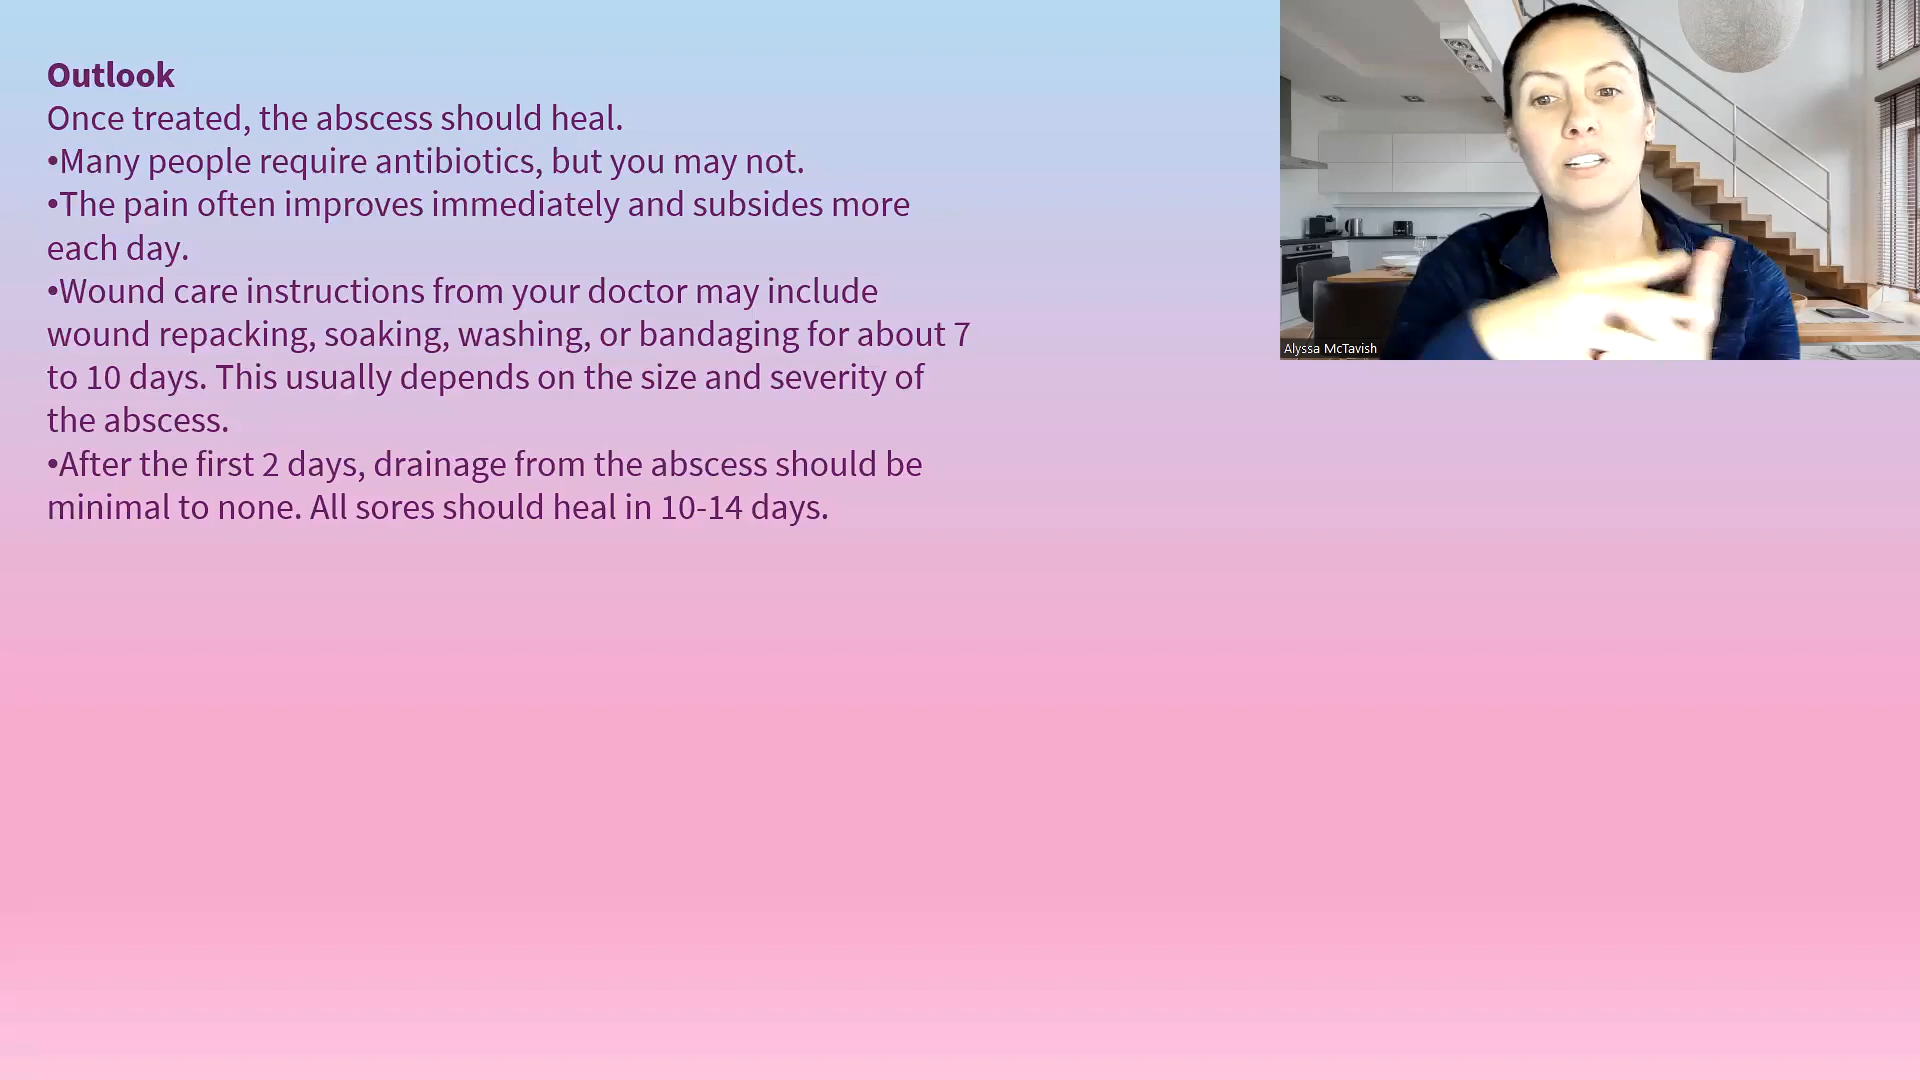 Outlook
Once treated, the abscess should heal.
•Many people require antibiotics, but you may not.
•The pain often improves immediately and subsides more
each day.
•Wound care instructions from your doctor may include
wound repacking, soaking, washing, or bandaging for about 7
to 10 days. This usually depends on the size and severity of
the abscess.
•After the first 2 days, drainage from the abscess should be
minimal to none. All sores should heal in 10-14 days.
Alyssa McTavish